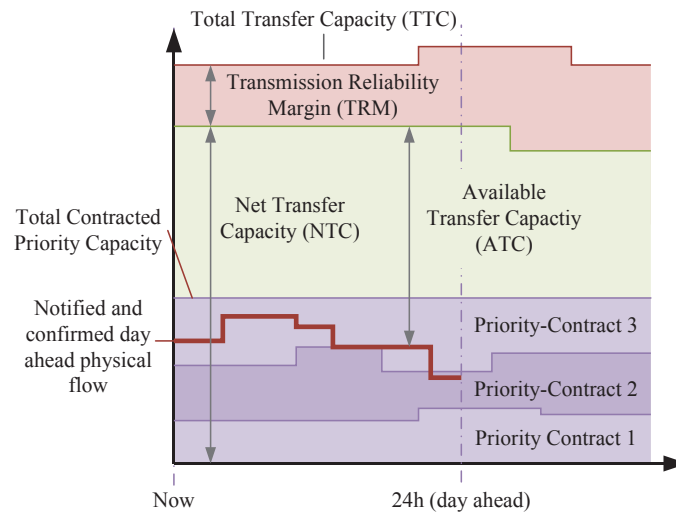 Total Transfer Capacity (TTC)
Transmission Reliability
Margin (TRM)
Total Contracted
Priority Capacity
Net Transfer
Capacity (NTC)
Available
Transfer Capactiy
(ATC)
Notified and
confirmed day
ahead physical
flow
Priority-Contract 3
Priority-Contract 2
Priority Contract 1
Now
24h (day ahead)